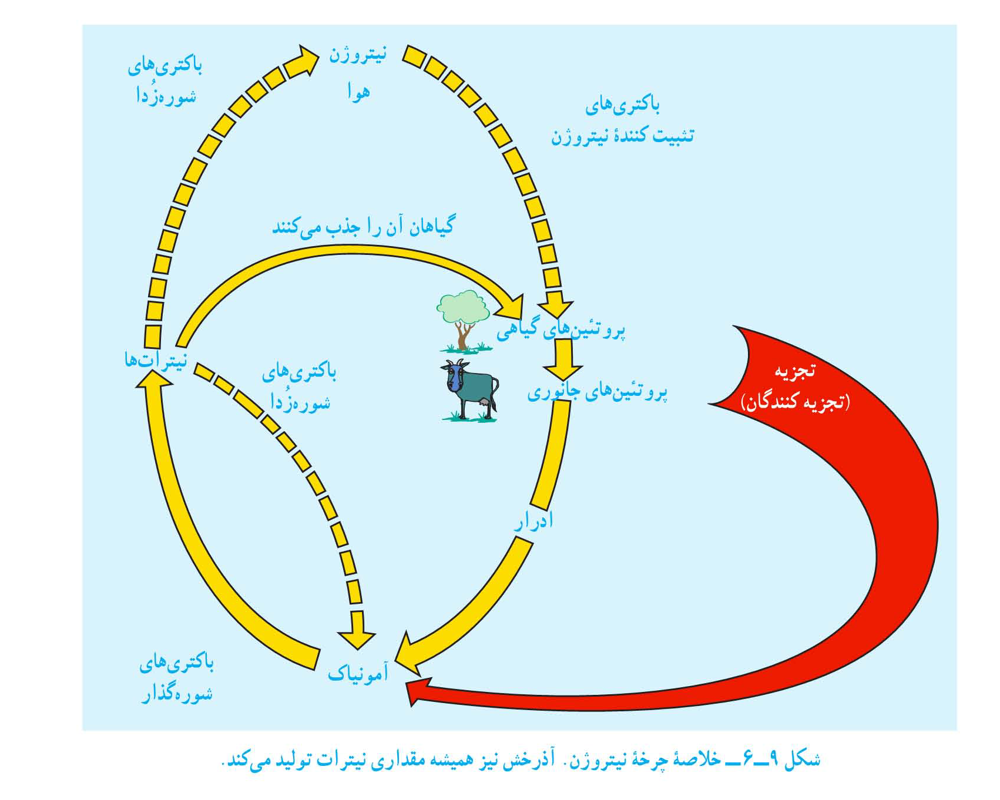 نیتروژن
هوا
باکتری‌های
شوره‌زُدا
باکتری‌های
تثبیت کنندهٔ نیتروژن
گیاهان آن را جذب می‌کنند
پروتئین‌های گیاهی
نیترات‌ها
باکتری‌های
شوره‌زُدا
پروتئین‌های جانوری
تجزیه
(تجزیه کنندگان)
ادرار
آمونیاک
باکتری‌های
شوره‌گذار
شکل ۹ــ۶ــ خلاصهٔ چرخهٔ نیتروژن. آذرخش نیز همیشه مقداری نیترات تولید می‌کند.